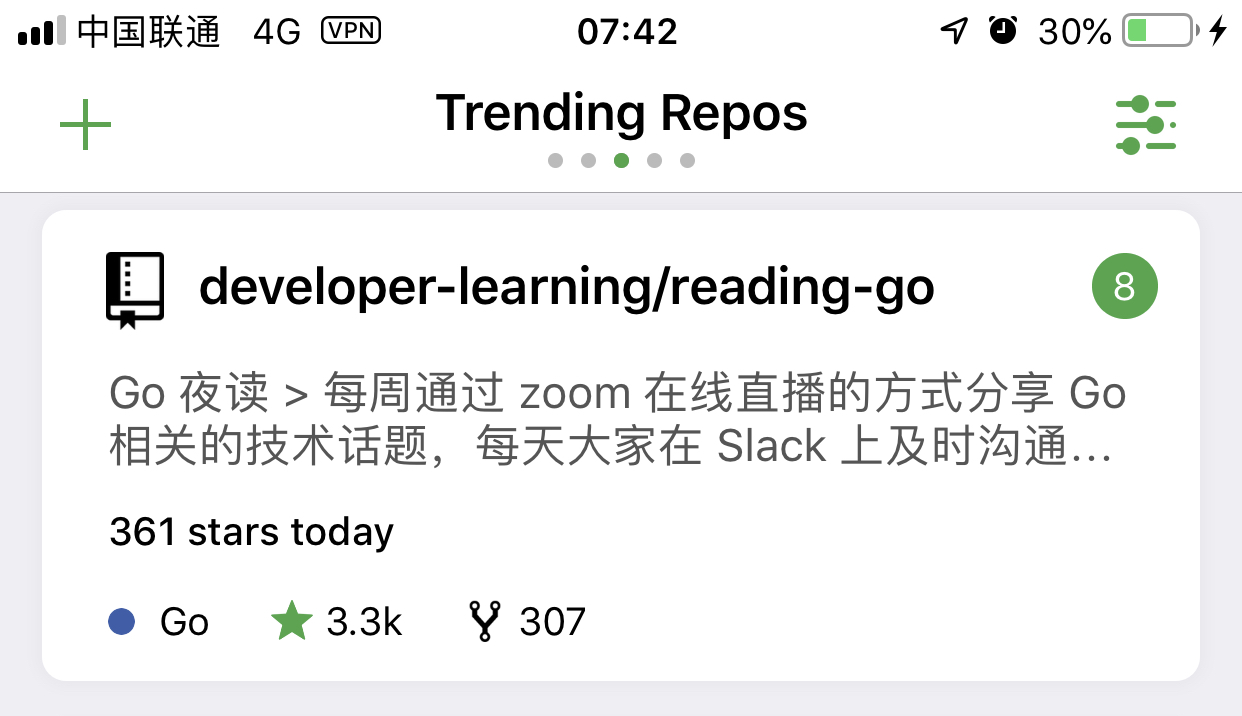 中国联通 4G VPN 07:42 30%
Trending Repos
developer-learning/reading-go 8
Go 夜读 > 每周通过 zoom 在线直播的方式分享 Go
相关的技术话题，每天大家在 Slack 上及时沟通…
361 stars today
Go 3.3k 307